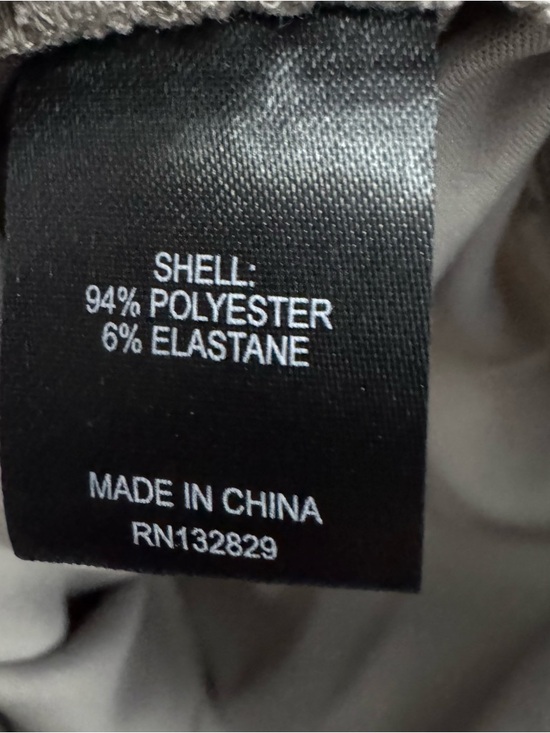 SHELL:
94% POLYESTER
6% ELASTANE
MADE IN CHINA
RN132829